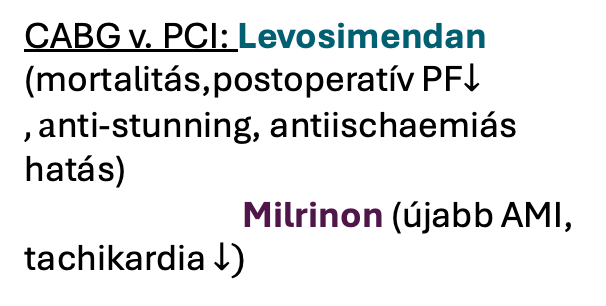 CABG v. PCI: Levosimendan
(mortalitás,postoperatív PF↓
, anti-stunning, antiischaemiás
hatás)
Milrinon (újabb AMI,
tachikardia ↓)